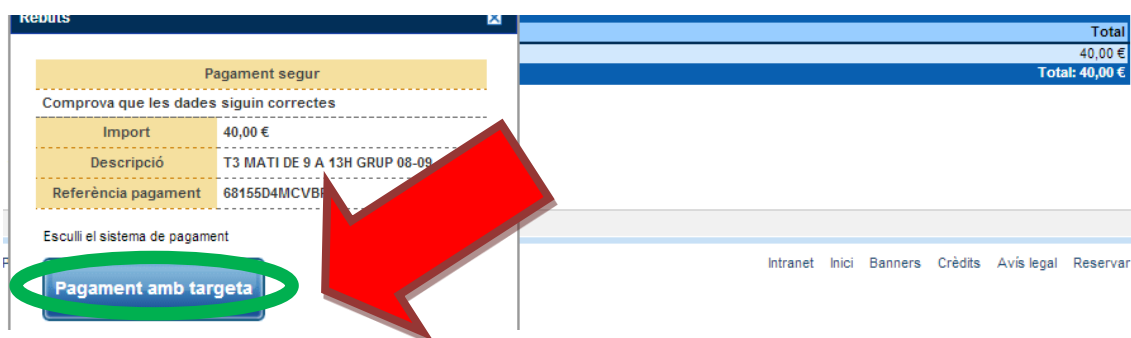 Rebuts
Pagament segur
Comprova que les dades siguin correctes
Import 40,00 €
Descripció T3 MATI DE 9 A 13H GRUP 08-09
Referència pagament
Esculli el sistema de pagament
Pagament amb targeta
Total
40,00 €
Total: 40,00 €
Intranet Inici Banners Crèdits Avís legal Reservar